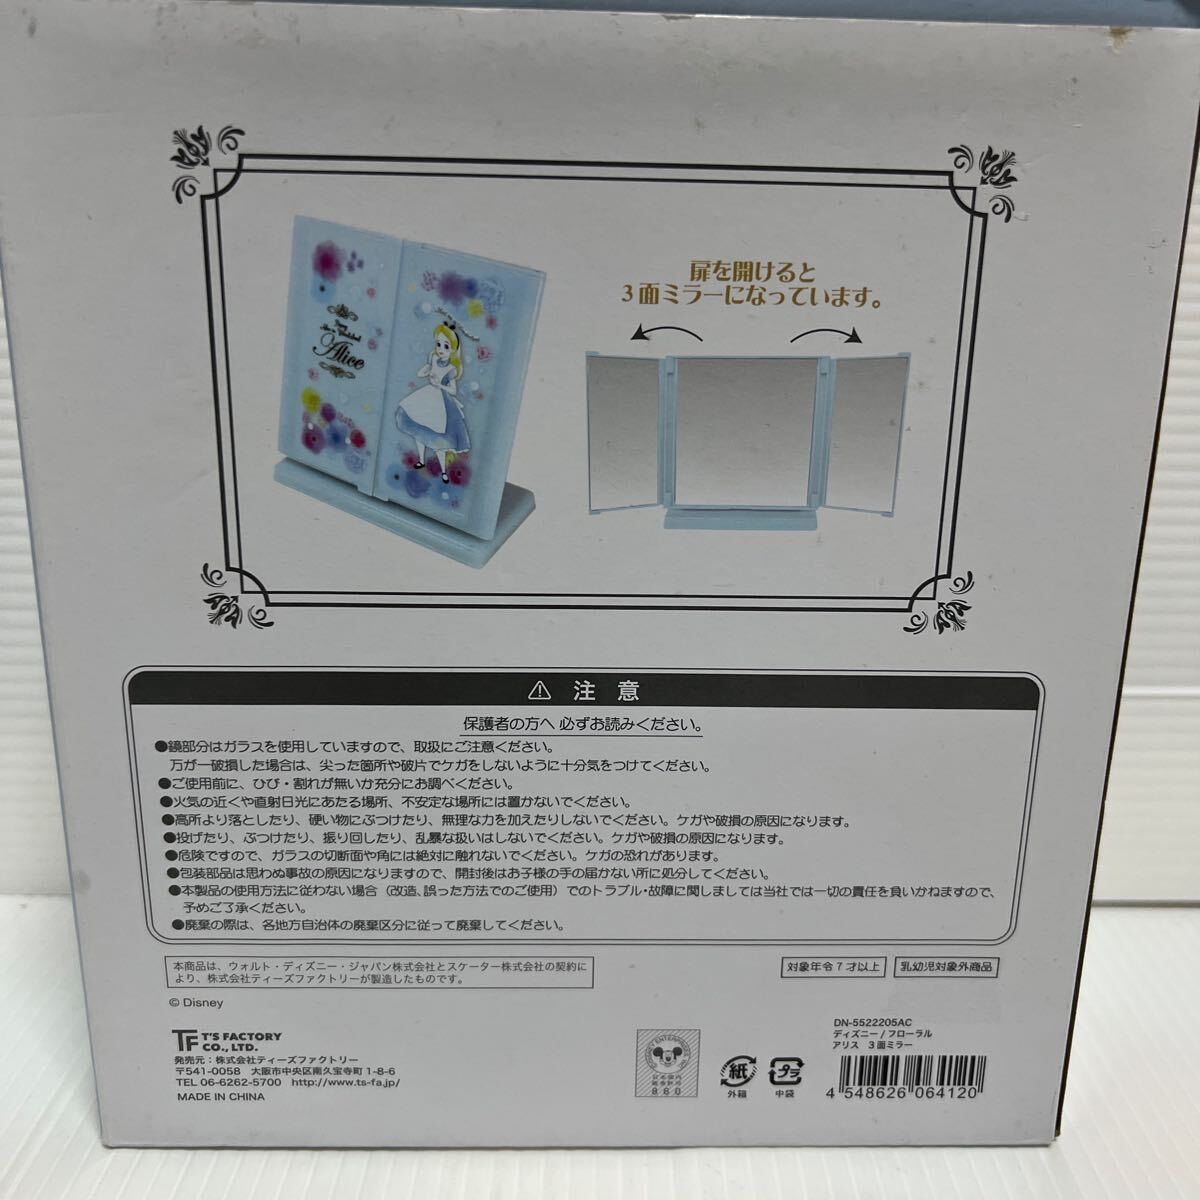 扉を開けると
3面ミラーになっています。
Alice
⚠ 注意
保護者の方へ 必ずお読みください。
●鏡部分はガラスを使用していますので、取扱にご注意ください。
万が一破損した場合は、尖った箇所や破片でケガをしないように十分気をつけてください。
●ご使用前に、ひび・割れが無いか充分にお調べください。
●火気の近くや直射日光にあたる場所、不安定な場所には置かないでください。
●高所より落としたり、硬い物にぶつけたり、無理な力を加えたりしないでください。ケガや破損の原因になります。
●投げたり、ぶつけたり、振り回したり、乱暴な扱いはしないでください。ケガや破損の原因になります。
●危険ですので、ガラスの切断面や角には絶対に触れないでください。ケガの恐れがあります。
●包装部品は思わぬ事故の原因になりますので、開封後はお子様の手の届かない所に処分してください。
●本製品の使用方法に従わない場合（改造、誤った方法でのご使用）でのトラブル・故障に関しましては当社では一切の責任を負いかねますので、
予めご了承ください。
●廃棄の際は、各地方自治体の廃棄区分に従って廃棄してください。
本商品は、ウォルト・ディズニー・ジャパン株式会社とスケーター株式会社の契約に
より、株式会社ティーズファクトリーが製造したものです。
対象年令7才以上
乳幼児対象外商品
© Disney
TF T'S FACTORY
CO., LTD.
発売元：株式会社ティーズファクトリー
〒541-0058 大阪市中央区南久宝寺町1-8-6
TEL 06-6262-5700 http://www.ts-fa.jp/
MADE IN CHINA
860
紙
外箱
プラ
中袋
DN-5522205AC
ディズニー/フローラル
アリス 3面ミラー
4 548626 064120